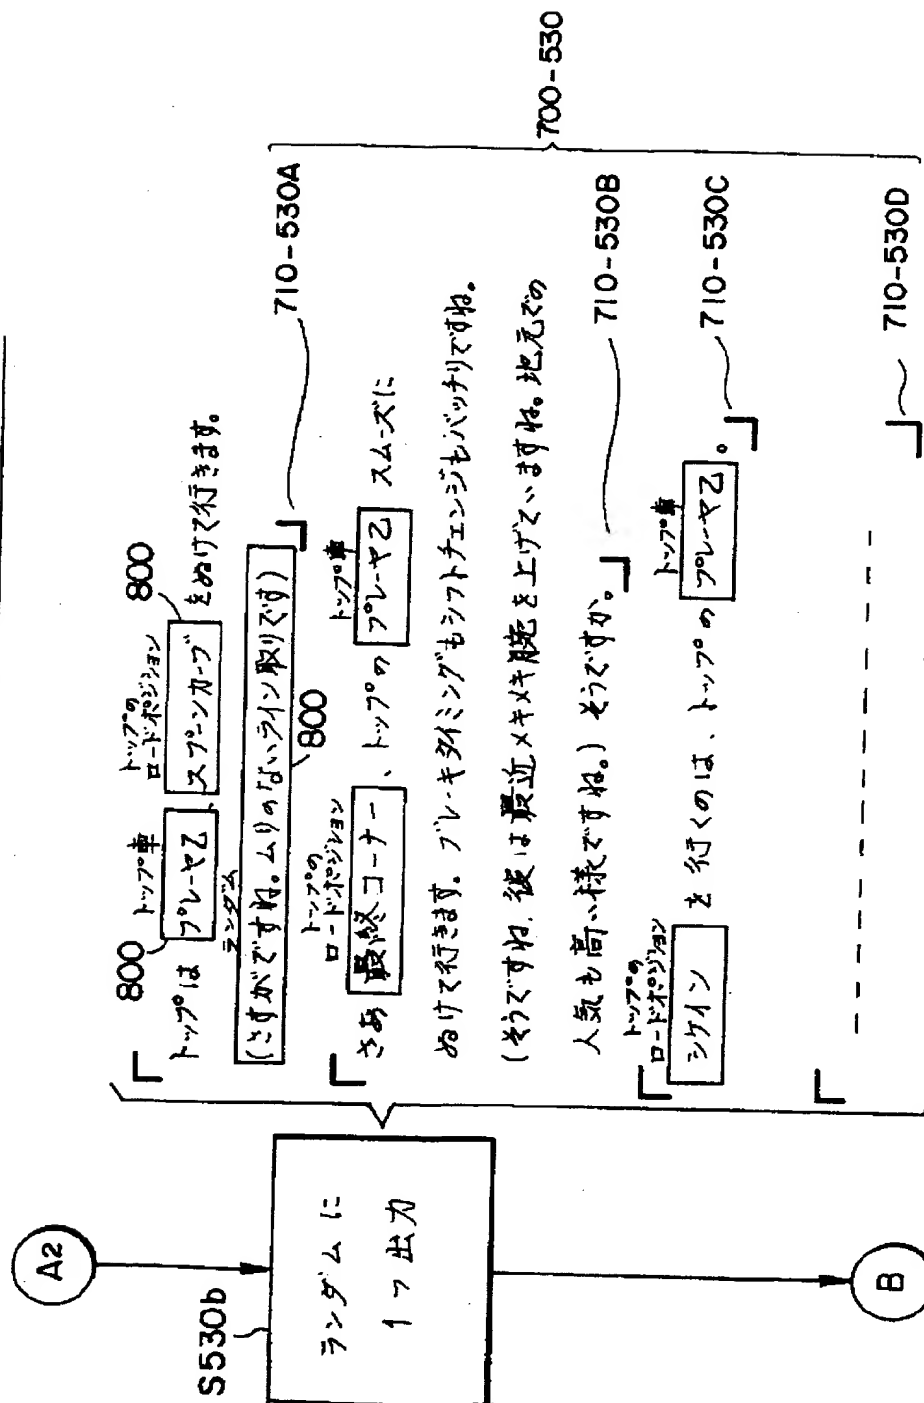 A2
S530b
ランダムに
1つ出力
B
800
トップ車
トップの
ロードポジション
800
「トップは プレーヤZ、 スプーンカーブ をぬけて行きます。
ランダム
(さすがですね。ムリのないライン取りです)」
800
710-530A
トップの
ロードポジション
トップ車
「さあ 最終コーナー 、トップの プレーヤZ スムーズに
ぬけて行きます。ブレーキタイミングもシフトチェンジもバッチリですね。
(そうですね、彼は最近メキメキ腕を上げていますね。地元での
人気も高い様ですね。) そうですか。」
710-530B
トップの
ロードポジション
トップ車
「シケイン を行くのは、トップの プレーヤZ 。」
710-530C
「 」
710-530D
700-530